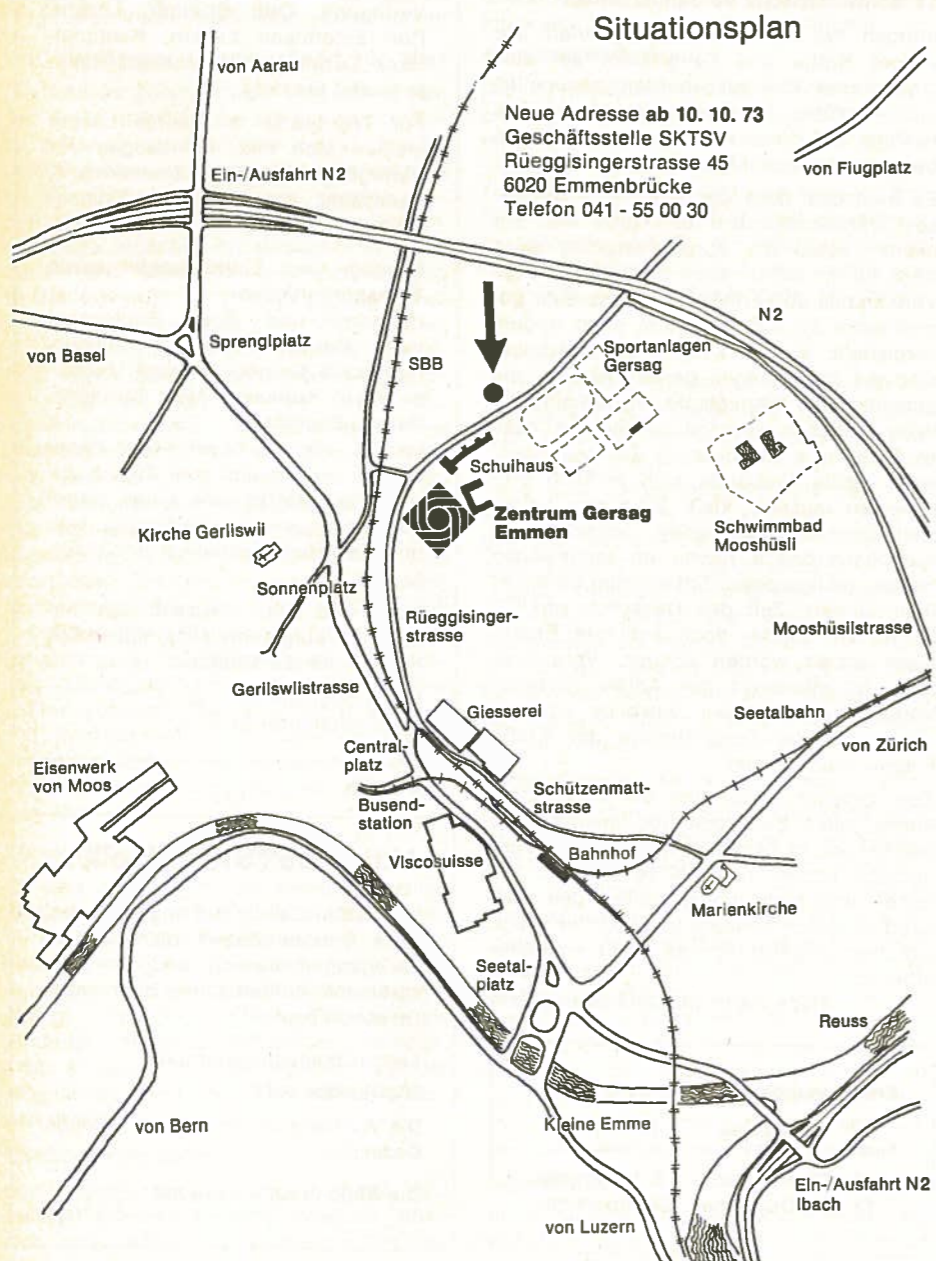 Situationsplan
von Aarau
Neue Adresse ab 10. 10. 73
Geschäftsstelle SKTSV
Rüeggisingerstrasse 45
6020 Emmenbrücke
Telefon 041 - 55 00 30
von Flugplatz
Ein-/Ausfahrt N2
N2
von Basel
Sprengiplatz
SBB
Sportanlagen
Gersag
Schulhaus
Zentrum Gersag
Emmen
Schwimmbad
Mooshüsli
Kirche Gerliswil
Sonnenplatz
Rüeggisinger-
strasse
Mooshüslistrasse
Gerliswilstrasse
Giesserei
Seetalbahn
von Zürich
Central-
platz
Eisenwerk
von Moos
Busend-
station
Schützenmatt-
strasse
Viscosuisse
Bahnhof
Marienkirche
Seetal-
platz
Reuss
von Bern
Kleine Emme
Ein-/Ausfahrt N2
Ibach
von Luzern